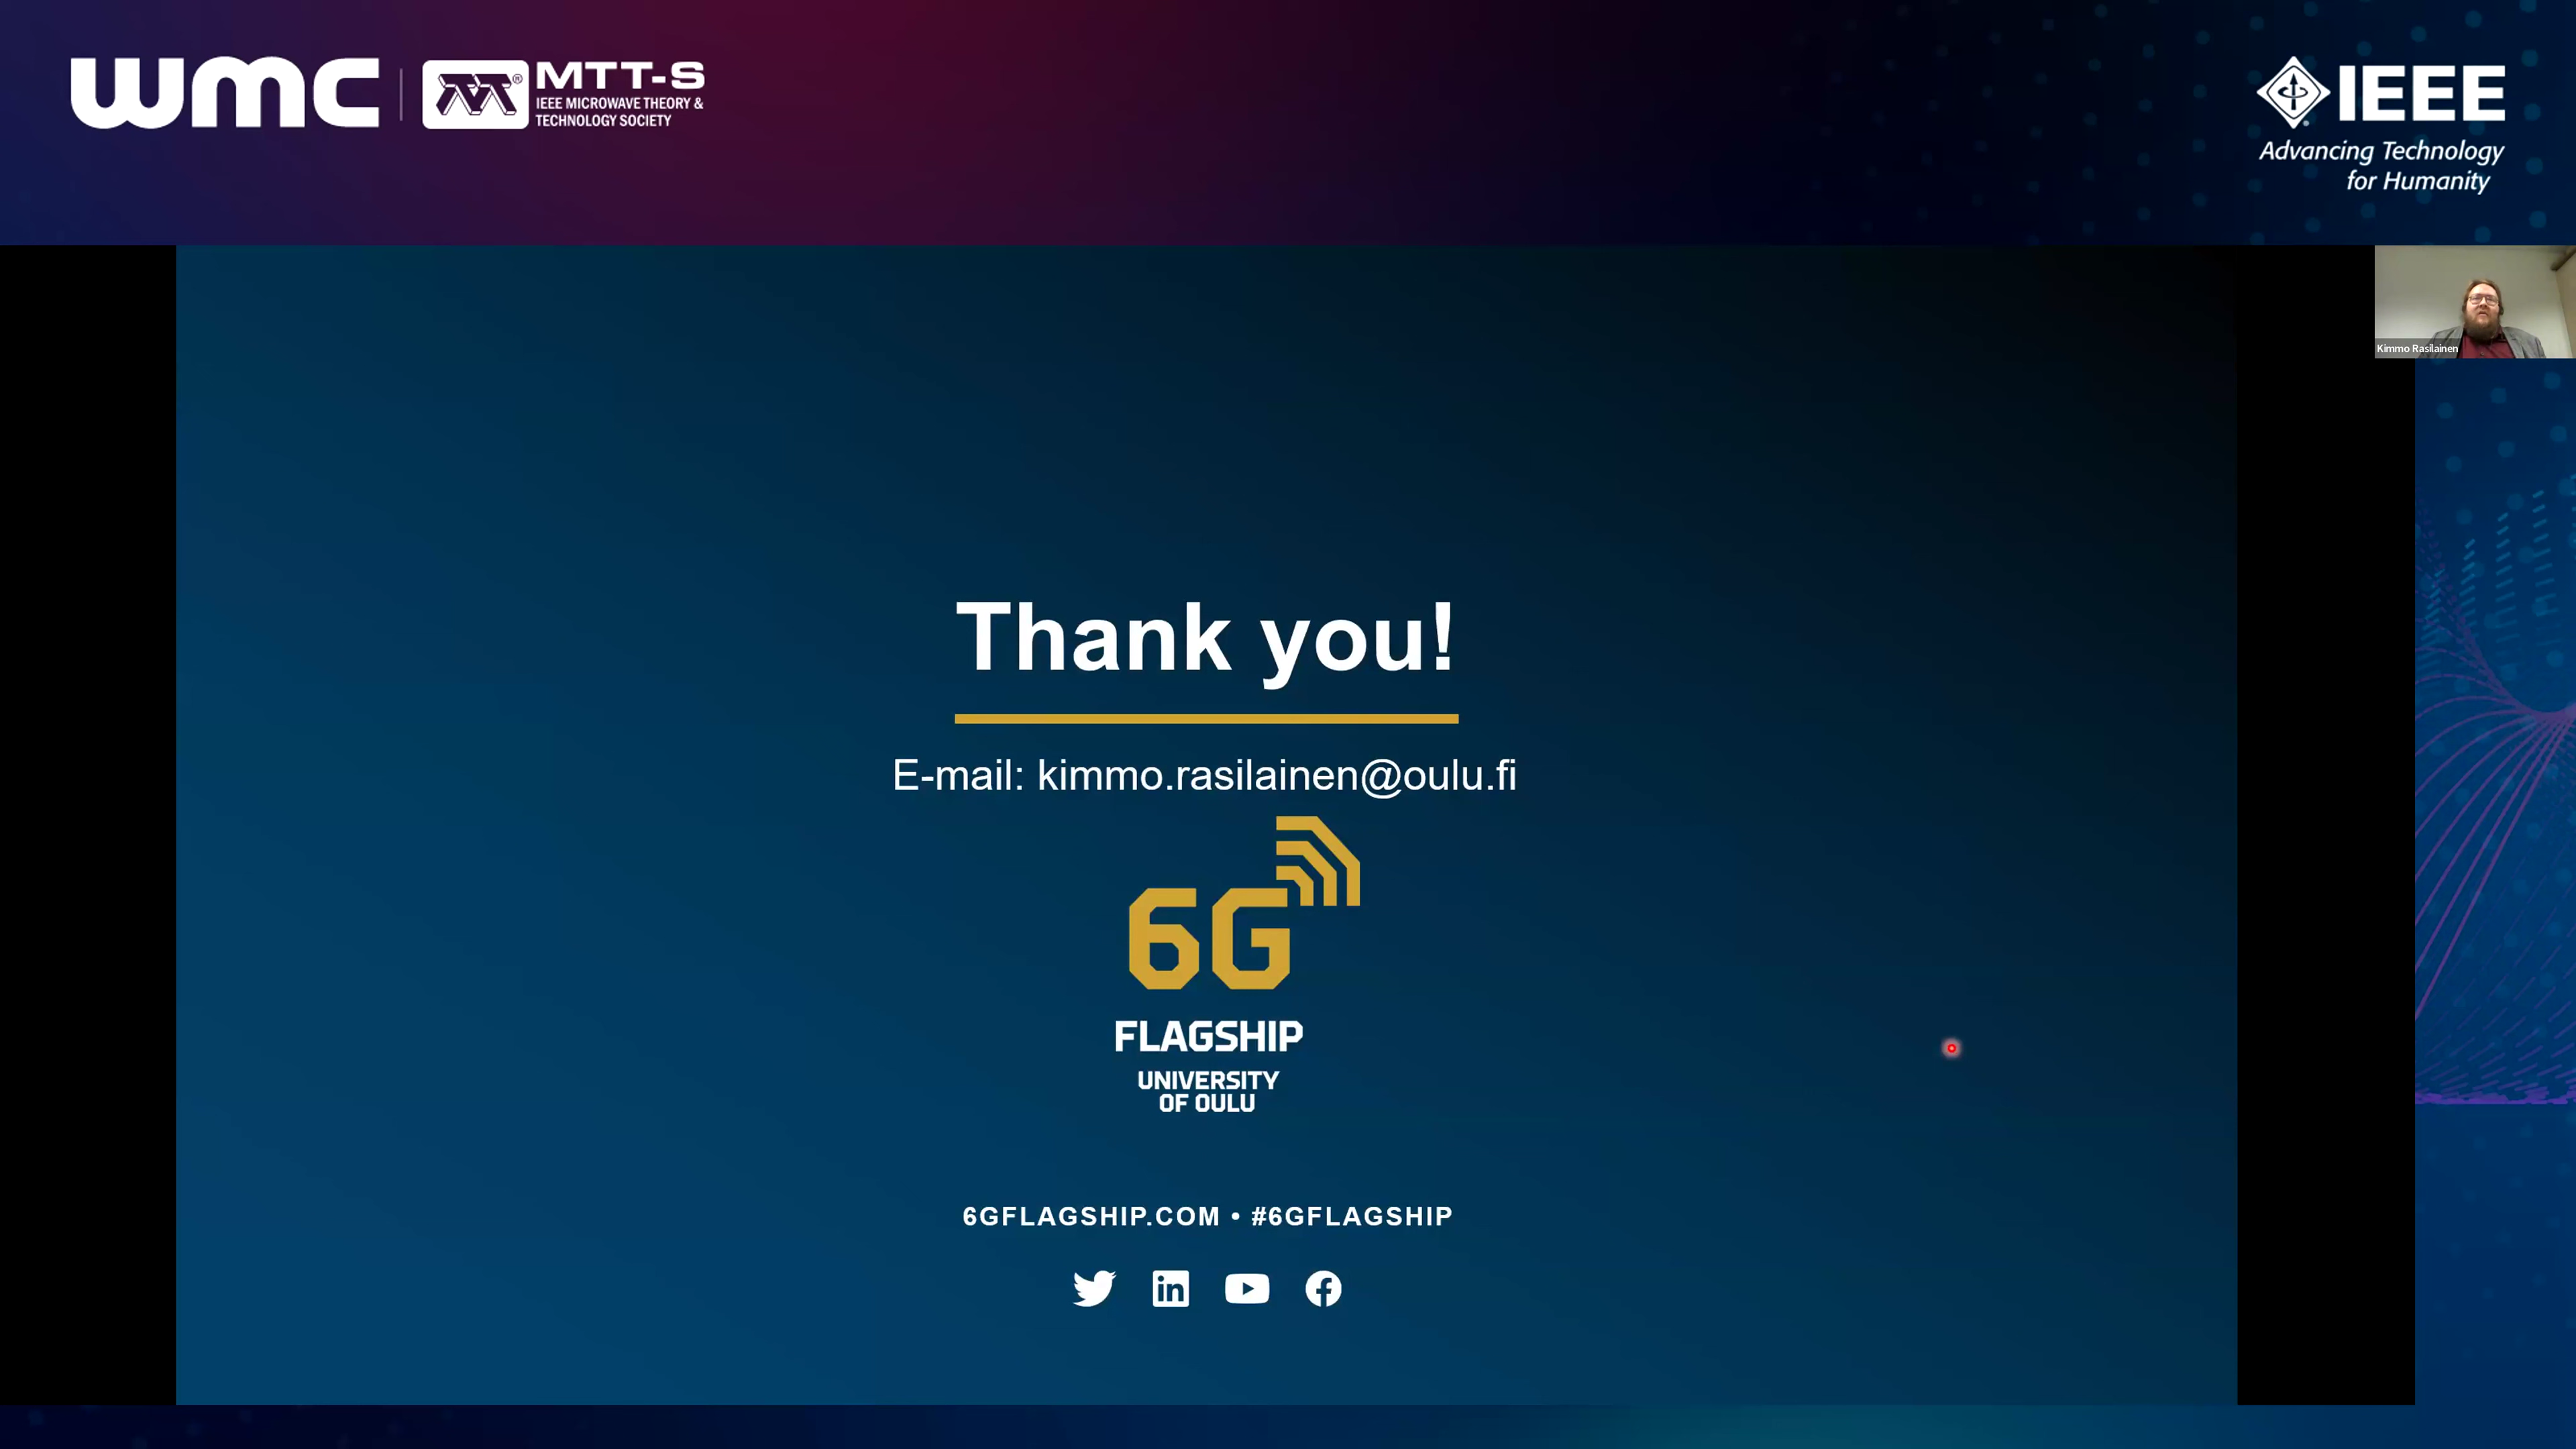 wmc
MTT-S
IEEE MICROWAVE THEORY &
TECHNOLOGY SOCIETY
IEEE
Advancing Technology
for Humanity
Kimmo Rasilainen
Thank you!
E-mail: kimmo.rasilainen@oulu.fi
6G
FLAGSHIP
UNIVERSITY
OF OULU
6GFLAGSHIP.COM • #6GFLAGSHIP
in